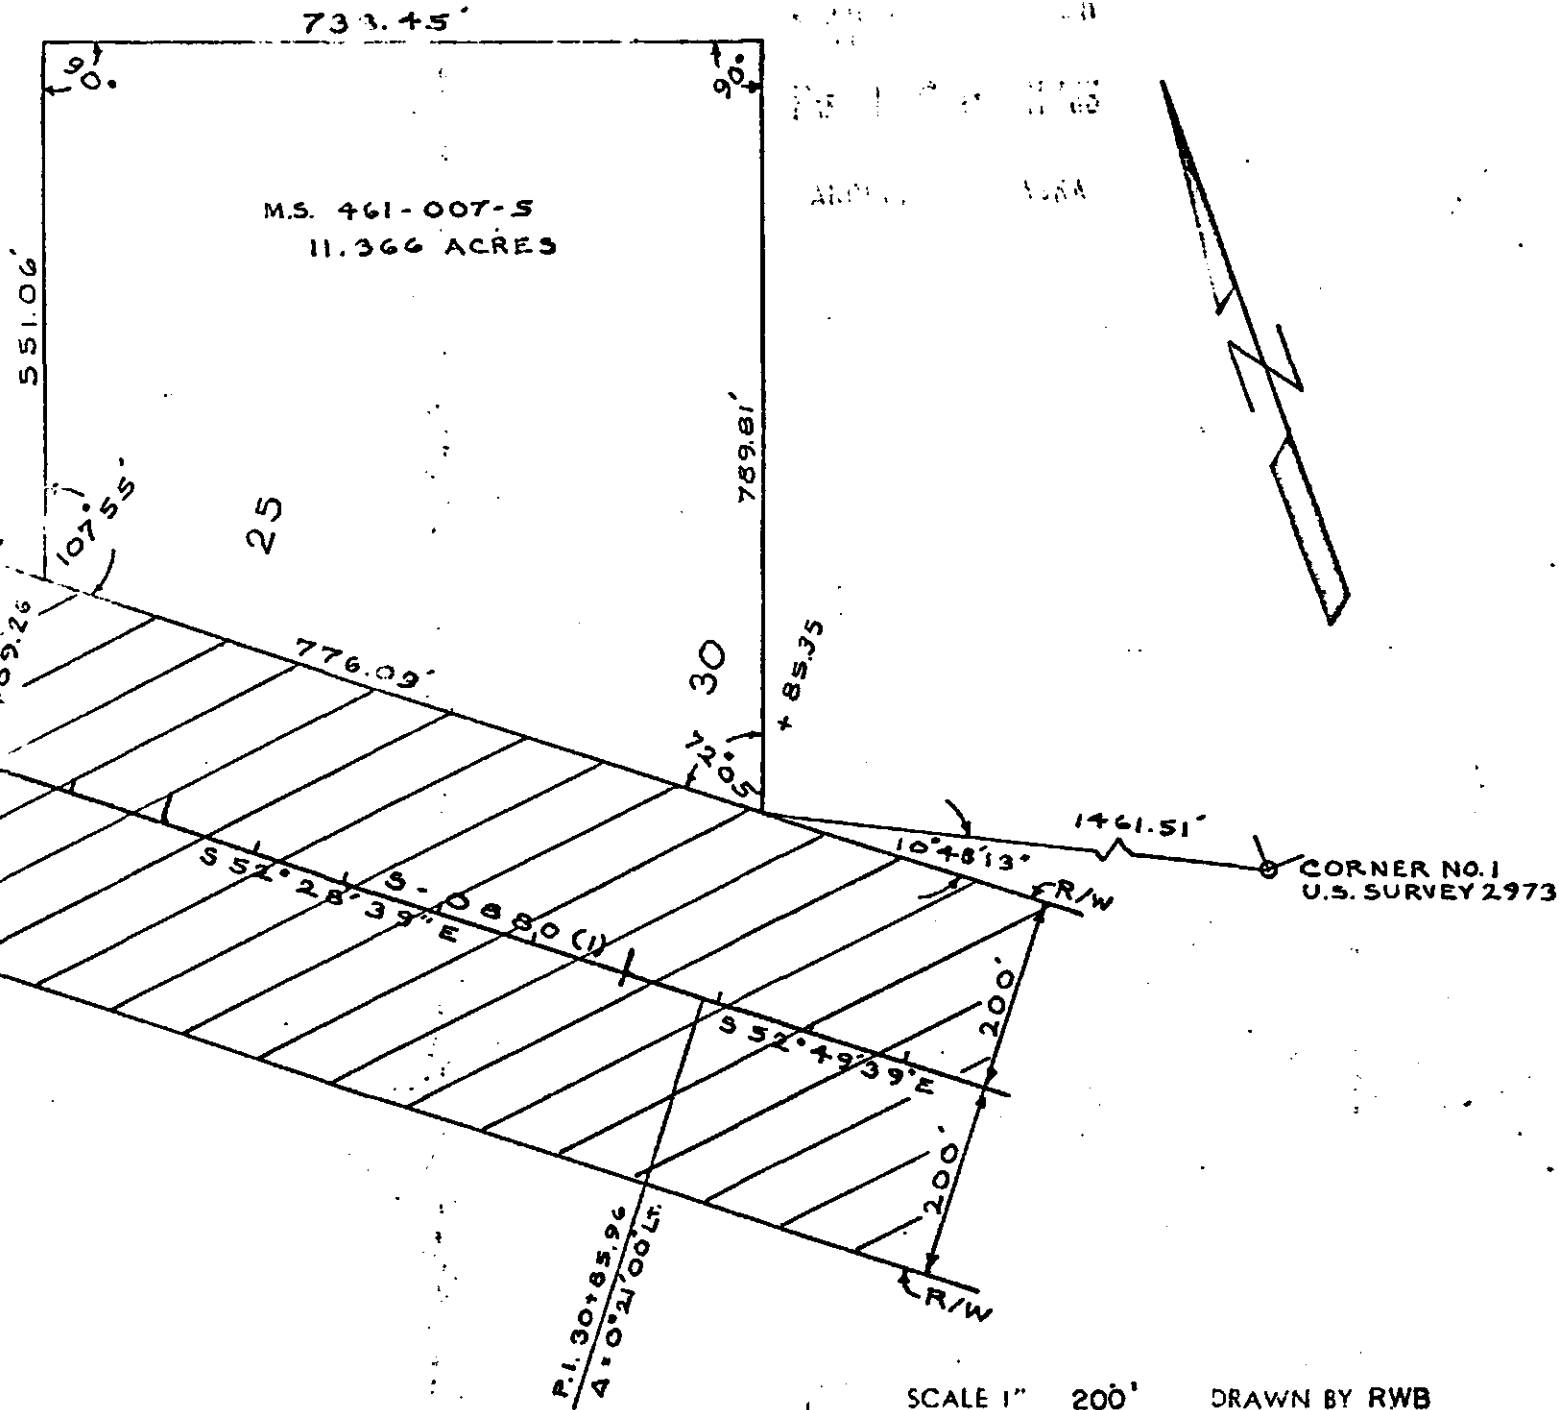 733.45'
90°
90°
M.S. 461-007-S
11.366 ACRES
551.06'
789.81'
107°55'
25
776.09'
30
+ 85.35
72°05'
1461.51'
10°48'13"
CORNER NO.1
U.S. SURVEY 2973
R/W
S 52° 28' 39" E
S-0880 (1)
S 52° 49' 39" E
200'
200'
R/W
P.I. 30+85.96
Δ = 0°21'00" Lt.
N
SCALE 1" 200' DRAWN BY RWB